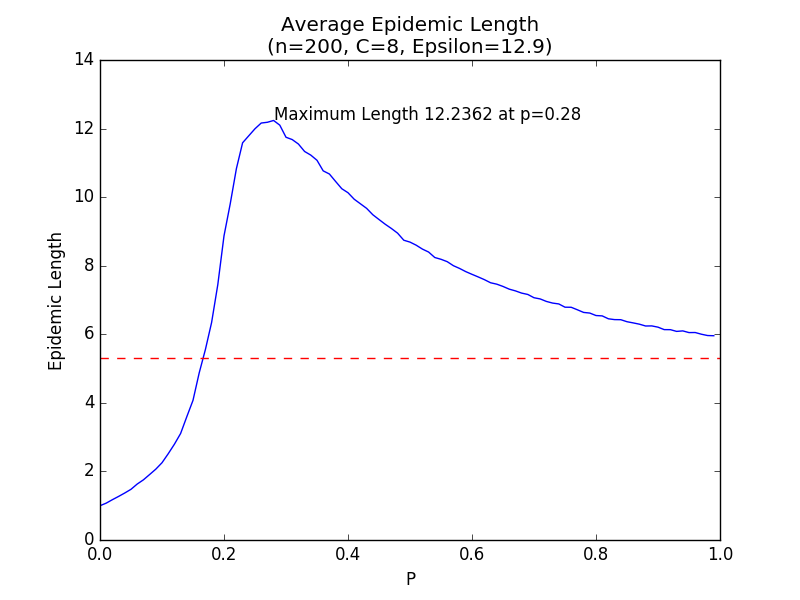 Average Epidemic Length
(n=200, C=8, Epsilon=12.9)
14
Maximum Length 12.2362 at p=0.28
12
10
8
6
4
2
0
Epidemic Length
0.0 0.2 0.4 0.6 0.8 1.0
P